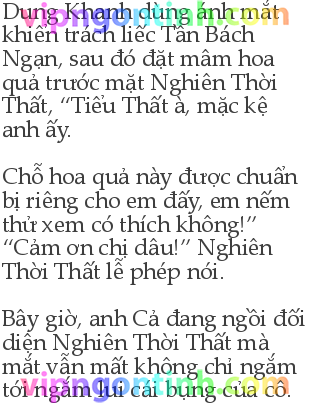 Dung Khanh dùng ánh mắt
khiển trách liếc Tần Bách
Ngạn, sau đó đặt mâm hoa
quả trước mặt Nghiên Thời
Thất, “Tiểu Thất à, mặc kệ
anh ấy.
Chỗ hoa quả này được chuẩn
bị riêng cho em đấy, em nếm
thử xem có thích không!”
“Cảm ơn chị dâu!” Nghiên
Thời Thất lễ phép nói.
Bây giờ, anh Cả đang ngồi đối
diện Nghiên Thời Thất mà
mắt vẫn mất không chỉ ngắm
tới ngắm lui cái bụng của cô.
vipngontinh.com
vipngontinh.com